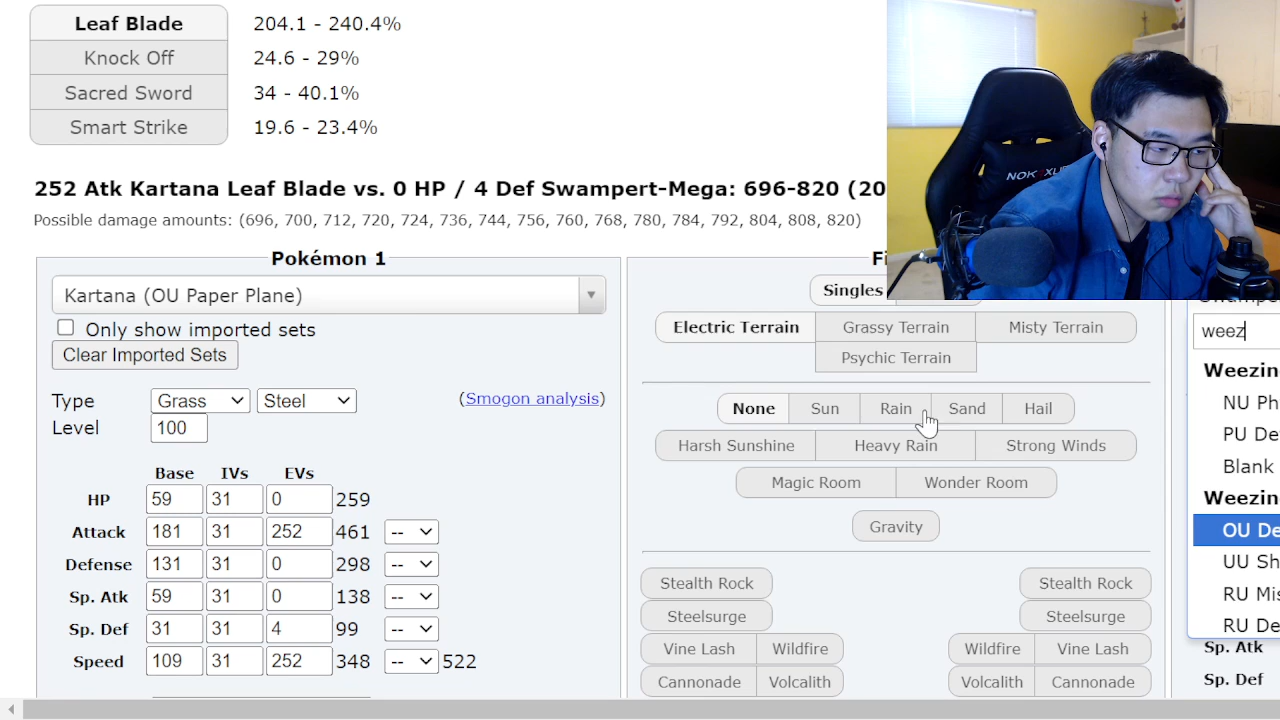 Leaf Blade 204.1 - 240.4%
Knock Off 24.6 - 29%
Sacred Sword 34 - 40.1%
Smart Strike 19.6 - 23.4%
252 Atk Kartana Leaf Blade vs. 0 HP / 4 Def Swampert-Mega: 696-820 (20
Possible damage amounts: (696, 700, 712, 720, 724, 736, 744, 756, 760, 768, 780, 784, 792, 804, 808, 820)
Pokémon 1
Kartana (OU Paper Plane)
Only show imported sets
Clear Imported Sets
Type Grass Steel (Smogon analysis)
Level 100
Base IVs EVs
HP 59 31 0 259
Attack 181 31 252 461 --
Defense 131 31 0 298 --
Sp. Atk 59 31 0 138 --
Sp. Def 31 31 4 99 --
Speed 109 31 252 348 -- 522
Fi
Singles
Electric Terrain Grassy Terrain Misty Terrain
Psychic Terrain
None Sun Rain Sand Hail
Harsh Sunshine Heavy Rain Strong Winds
Magic Room Wonder Room
Gravity
Stealth Rock Stealth Rock
Steelsurge Steelsurge
Vine Lash Wildfire Wildfire Vine Lash
Cannonade Volcalith Volcalith Cannonade
weez
Weezin
NU Ph
PU De
Blank
Weezin
OU De
UU Sh
RU Mis
RU De
Sp. Atk
Sp. Def